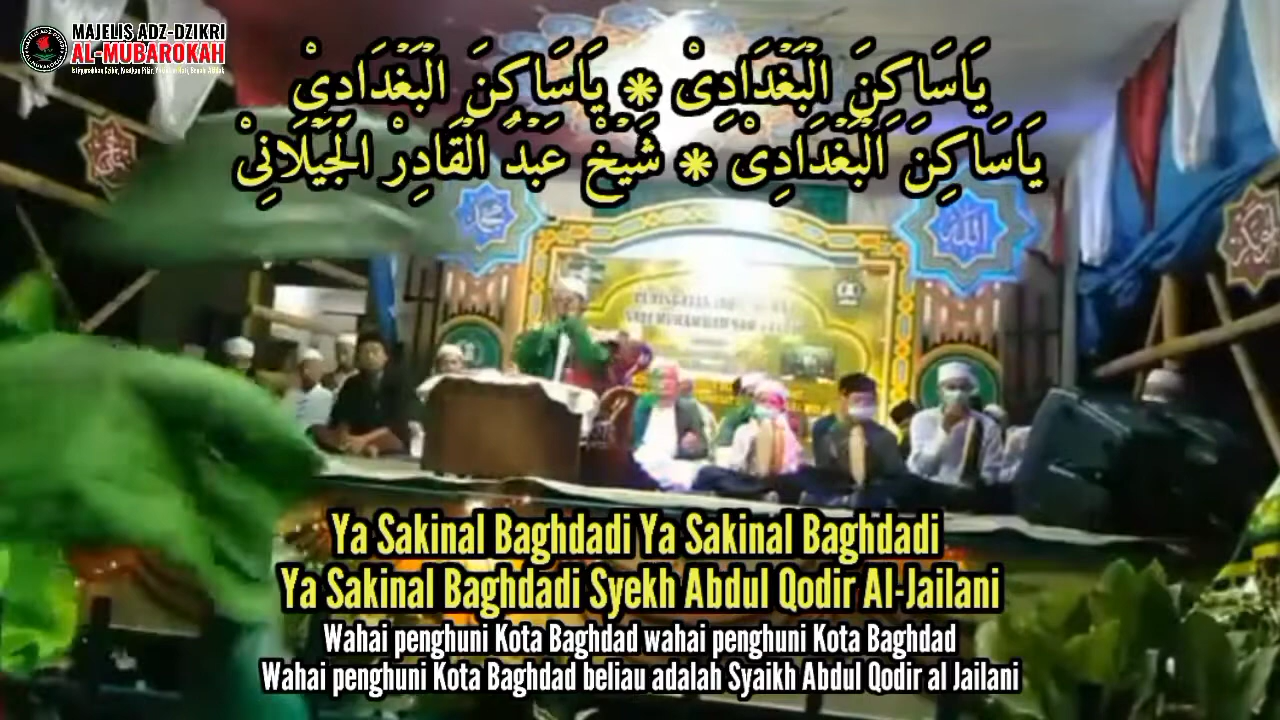 MAJELIS ADZ-DZIKRI
AL-MUBAROKAH
يَاسَاكِنَ الْبَغْدَادِيْ ❋ يَاسَاكِنَ الْبَغْدَادِيْ
يَاسَاكِنَ الْبَغْدَادِيْ ❋ شَيْخْ عَبْدُ الْقَادِرْ الْجَيْلَانِيْ
محمد
الله
Ya Sakinal Baghdadi Ya Sakinal Baghdadi
Ya Sakinal Baghdadi Syekh Abdul Qodir Al-Jailani
Wahai penghuni Kota Baghdad wahai penghuni Kota Baghdad
Wahai penghuni Kota Baghdad beliau adalah Syaikh Abdul Qodir al Jailani